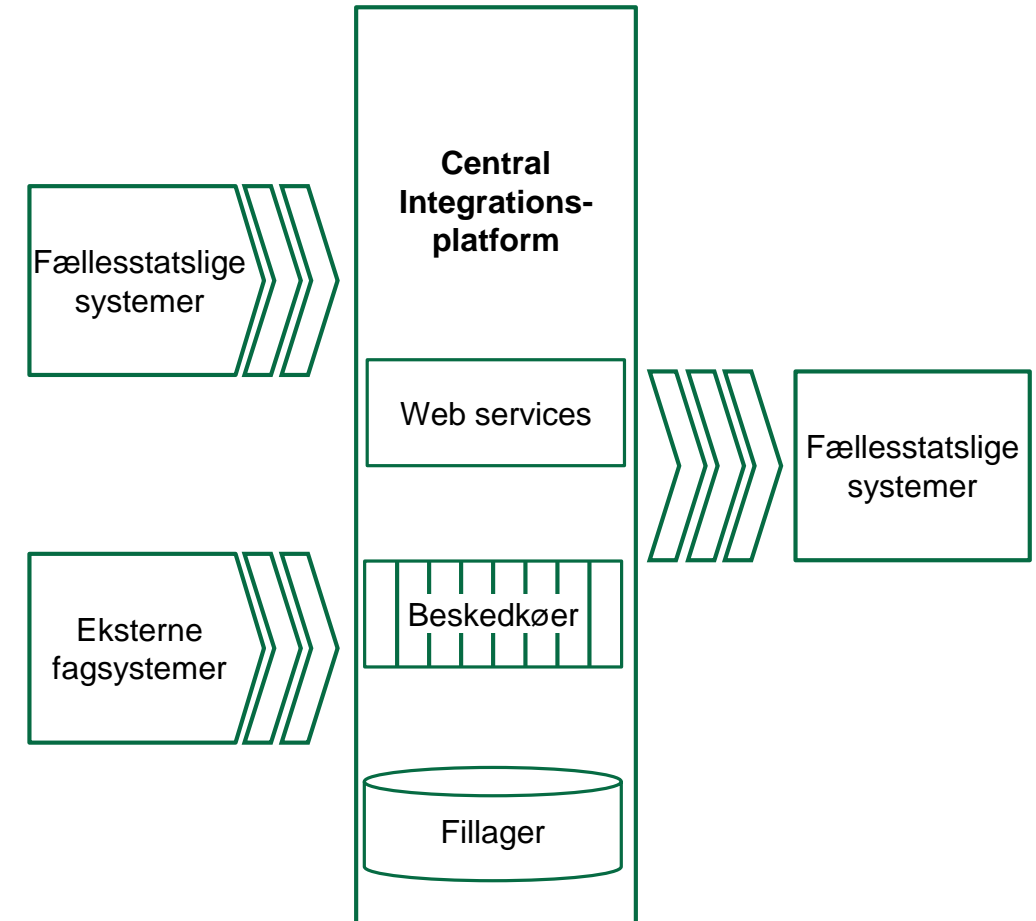 Central
Integrations-
platform
Fællesstatslige
systemer
Web services
Fællesstatslige
systemer
Eksterne
fagsystemer
Beskedkøer
Fillager